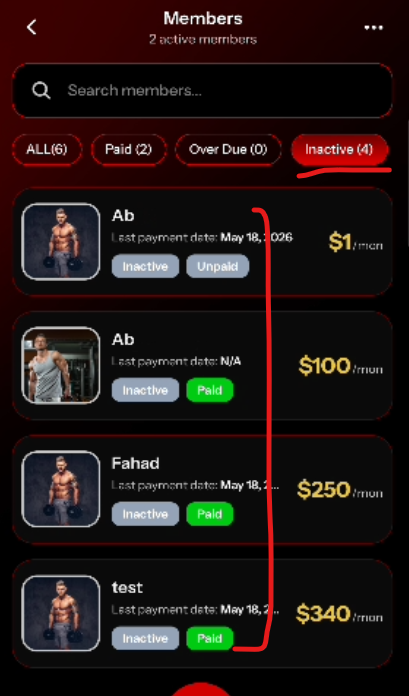 Members
2 active members
Search members...
ALL(6) Paid (2) Over Due (0) Inactive (4)
Ab
Last payment date: May 18, 2026
$1/mon
Inactive Unpaid
Ab
Last payment date: N/A
$100/mon
Inactive Paid
Fahad
Last payment date: May 18, 2...
$250/mon
Inactive Paid
test
Last payment date: May 18, 2...
$340/mon
Inactive Paid